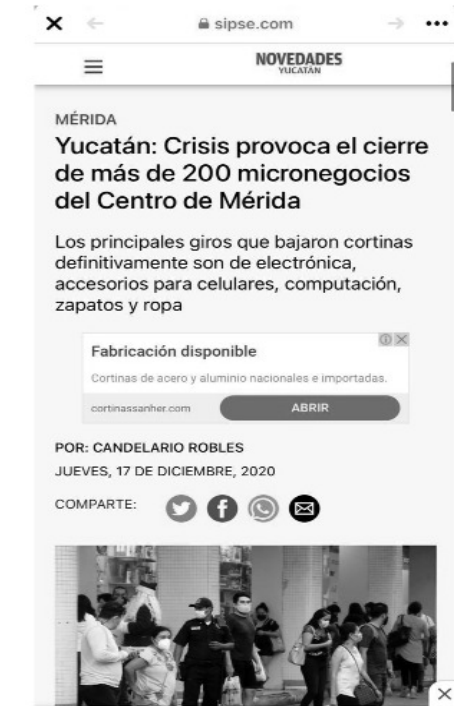 sipse.com
NOVEDADES
YUCATÁN
MÉRIDA
Yucatán: Crisis provoca el cierre
de más de 200 micronegocios
del Centro de Mérida
Los principales giros que bajaron cortinas
definitivamente son de electrónica,
accesorios para celulares, computación,
zapatos y ropa
Fabricación disponible
Cortinas de acero y aluminio nacionales e importadas.
cortinassanher.com
ABRIR
POR: CANDELARIO ROBLES
JUEVES, 17 DE DICIEMBRE, 2020
COMPARTE: